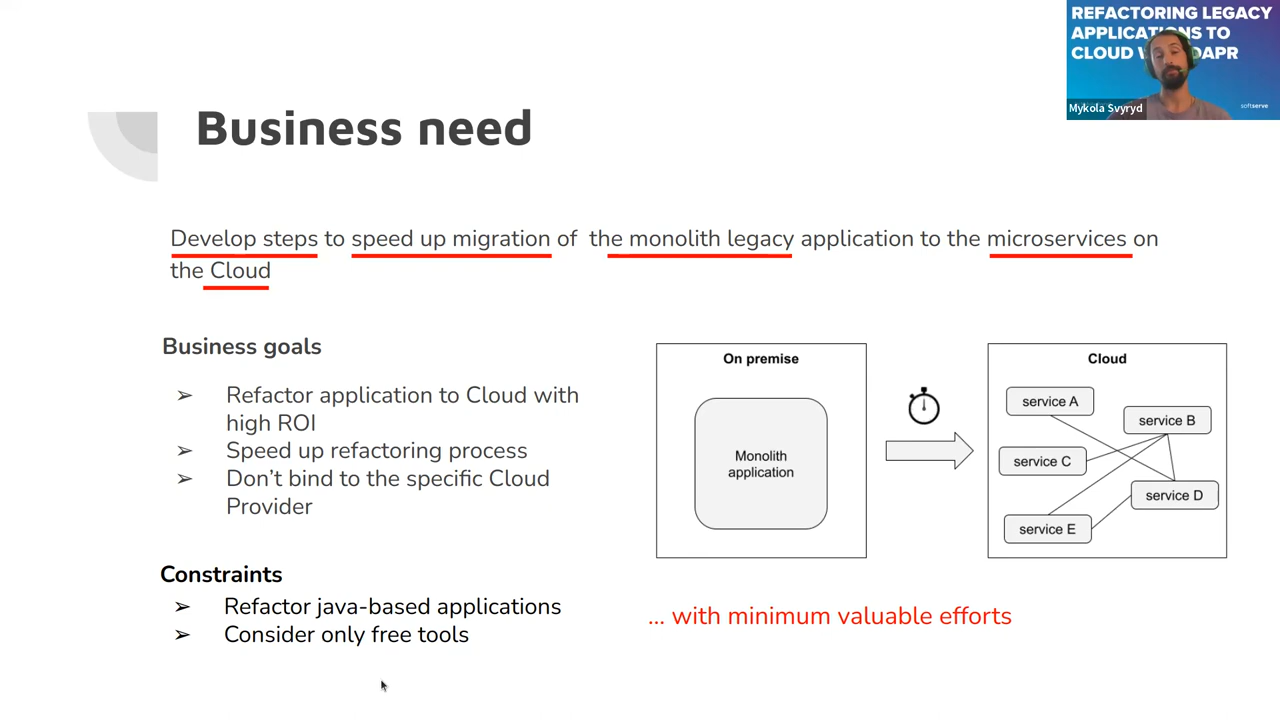 REFACTORING LEGACY
APPLICATIONS TO
CLOUD W DAPR
Mykola Svyryd
softserve
Business need
Develop steps to speed up migration of the monolith legacy application to the microservices on
the Cloud
Business goals
➢ Refactor application to Cloud with
high ROI
➢ Speed up refactoring process
➢ Don’t bind to the specific Cloud
Provider
Constraints
➢ Refactor java-based applications
➢ Consider only free tools
On premise
Monolith
application
Cloud
service A
service B
service C
service D
service E
... with minimum valuable efforts